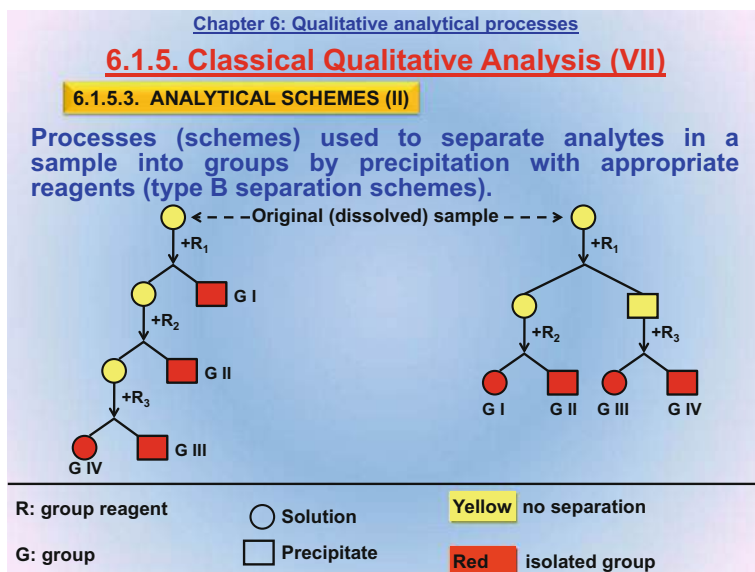 Chapter 6: Qualitative analytical processes
6.1.5. Classical Qualitative Analysis (VII)
6.1.5.3. ANALYTICAL SCHEMES (II)
Processes (schemes) used to separate analytes in a
sample into groups by precipitation with appropriate
reagents (type B separation schemes).
Original (dissolved) sample
+R₁
G I
+R₂
G II
+R₃
G IV
G III
+R₁
+R₂
+R₃
G I
G II
G III
G IV
R: group reagent
Solution
Yellow no separation
G: group
Precipitate
Red isolated group